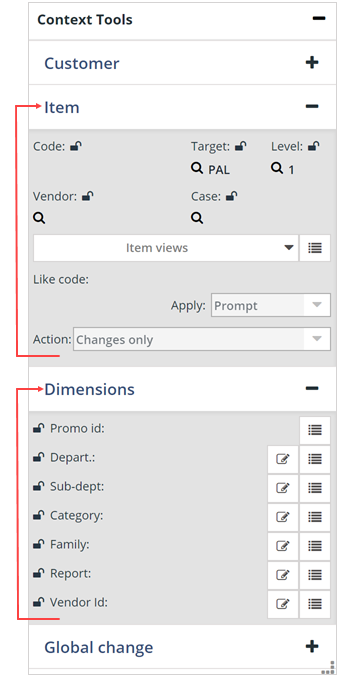 Context Tools
Customer
Item
Code: Target: Level:
PAL 1
Vendor: Case:
Item views
Like code:
Apply: Prompt
Action: Changes only
Dimensions
Promo id:
Depart.:
Sub-dept:
Category:
Family:
Report:
Vendor Id:
Global change